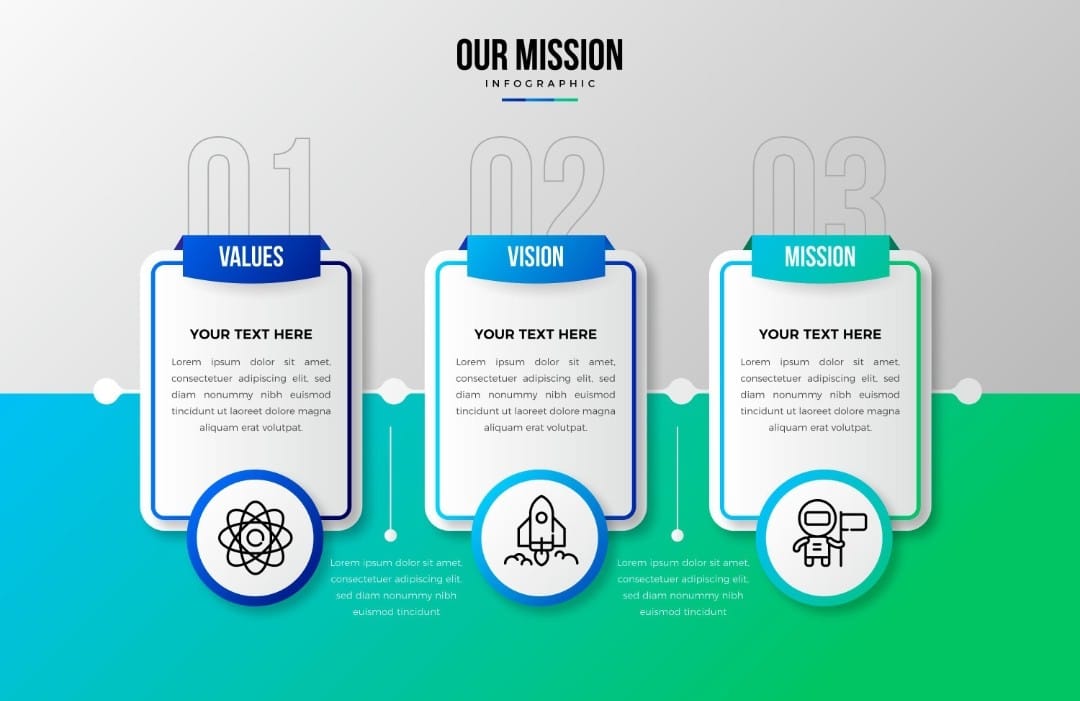 OUR MISSION
INFOGRAPHIC
01
VALUES
YOUR TEXT HERE
Lorem ipsum dolor sit amet,
consectetuer adipiscing elit, sed
diam nonummy nibh euismod
tincidunt ut laoreet dolore magna
aliquam erat volutpat.
02
VISION
YOUR TEXT HERE
Lorem ipsum dolor sit amet,
consectetuer adipiscing elit, sed
diam nonummy nibh euismod
tincidunt ut laoreet dolore magna
aliquam erat volutpat.
03
MISSION
YOUR TEXT HERE
Lorem ipsum dolor sit amet,
consectetuer adipiscing elit, sed
diam nonummy nibh euismod
tincidunt ut laoreet dolore magna
aliquam erat volutpat.
Lorem ipsum dolor sit amet,
consectetuer adipiscing elit,
sed diam nonummy nibh
euismod tincidunt
Lorem ipsum dolor sit amet,
consectetuer adipiscing elit,
sed diam nonummy nibh
euismod tincidunt